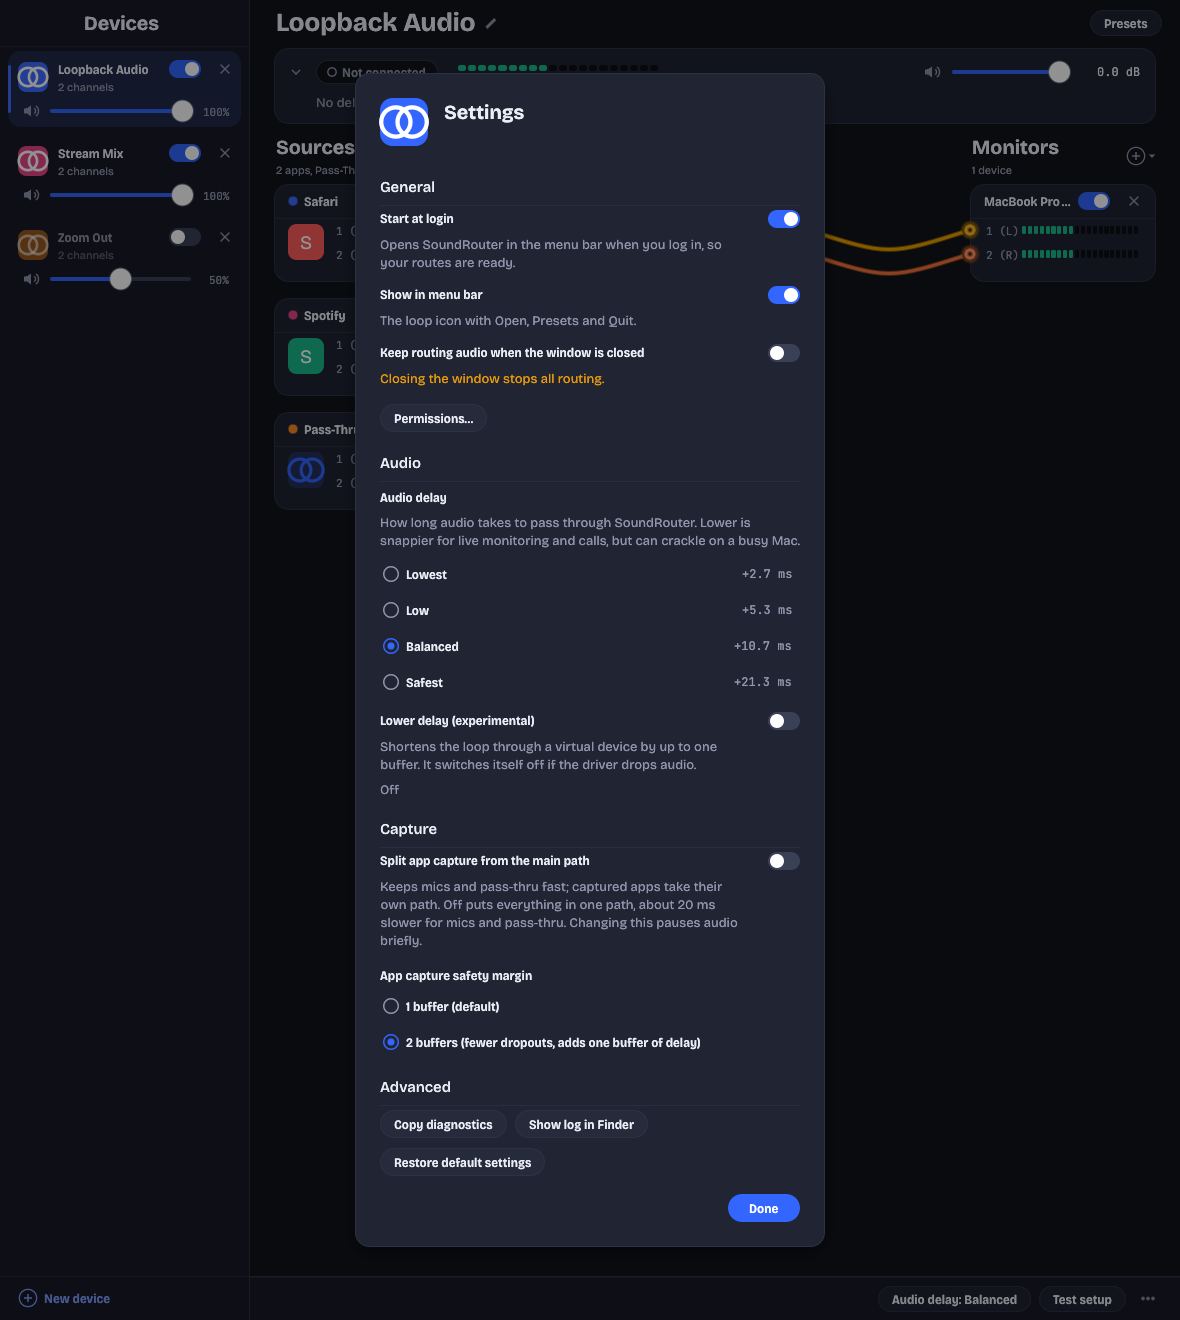 Devices
Loopback Audio
2 channels
100%
Stream Mix
2 channels
100%
Zoom Out
2 channels
50%
New device
Loopback Audio
Presets
Not connected
No del
0.0 dB
Sources
2 apps, Pass-Th
Safari
S
1 (
2 (
Spotify
S
1 (
2 (
Pass-Thr
1 (
2 (
Monitors
1 device
MacBook Pro ...
1 (L)
2 (R)
Settings
General
Start at login
Opens SoundRouter in the menu bar when you log in, so
your routes are ready.
Show in menu bar
The loop icon with Open, Presets and Quit.
Keep routing audio when the window is closed
Closing the window stops all routing.
Permissions...
Audio
Audio delay
How long audio takes to pass through SoundRouter. Lower is
snappier for live monitoring and calls, but can crackle on a busy Mac.
Lowest +2.7 ms
Low +5.3 ms
Balanced +10.7 ms
Safest +21.3 ms
Lower delay (experimental)
Shortens the loop through a virtual device by up to one
buffer. It switches itself off if the driver drops audio.
Off
Capture
Split app capture from the main path
Keeps mics and pass-thru fast; captured apps take their
own path. Off puts everything in one path, about 20 ms
slower for mics and pass-thru. Changing this pauses audio
briefly.
App capture safety margin
1 buffer (default)
2 buffers (fewer dropouts, adds one buffer of delay)
Advanced
Copy diagnostics
Show log in Finder
Restore default settings
Done
Audio delay: Balanced
Test setup